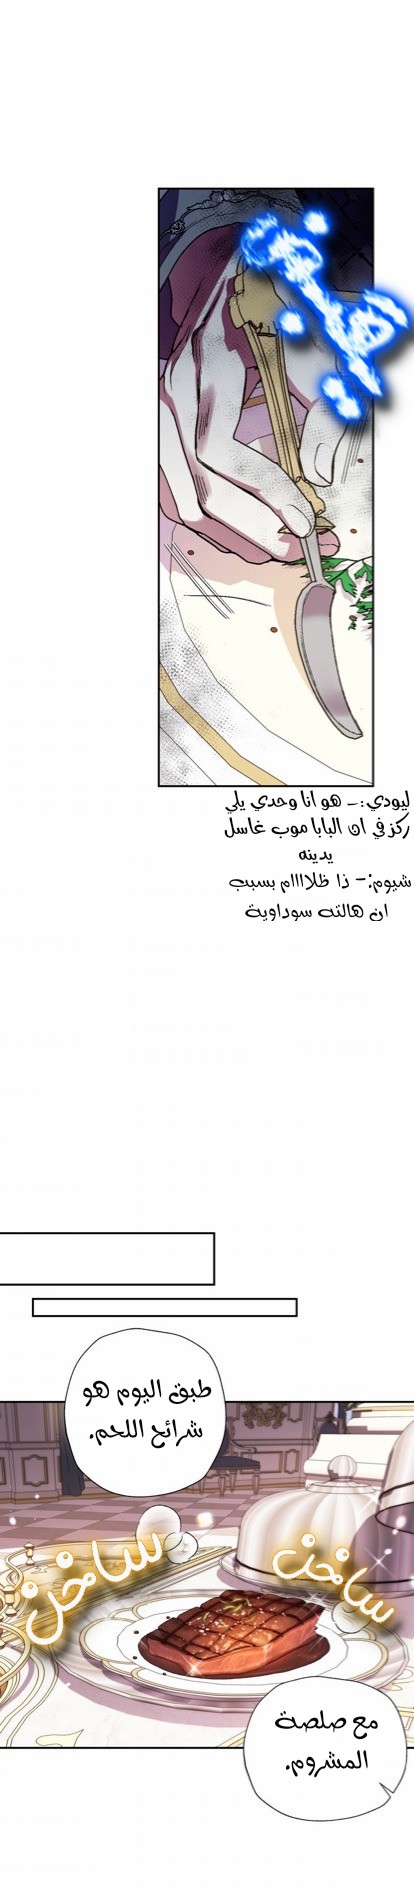 ليودي :- هو انا وحدي يلي
ركز في ان البابا موب غاسل
يدينه
شيوم:- ذا ظلاااام بسبب
ان هالته سوداوية
طبق اليوم هو
شرائح اللحم.
ساخن
ساخن
مع صلصة
المشروم.